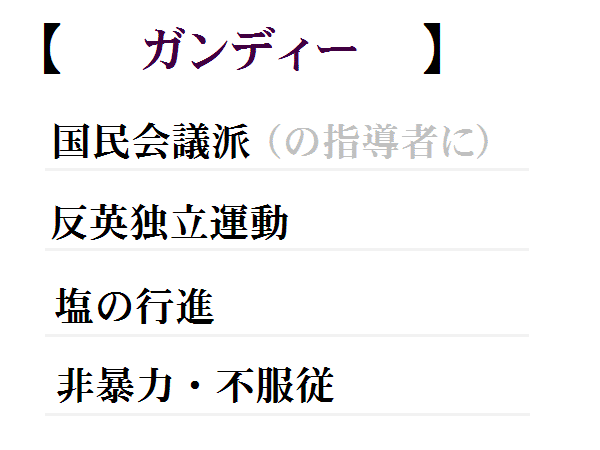 【 ガンディー 】
国民会議派（の指導者に）
反英独立運動
塩の行進
非暴力・不服従